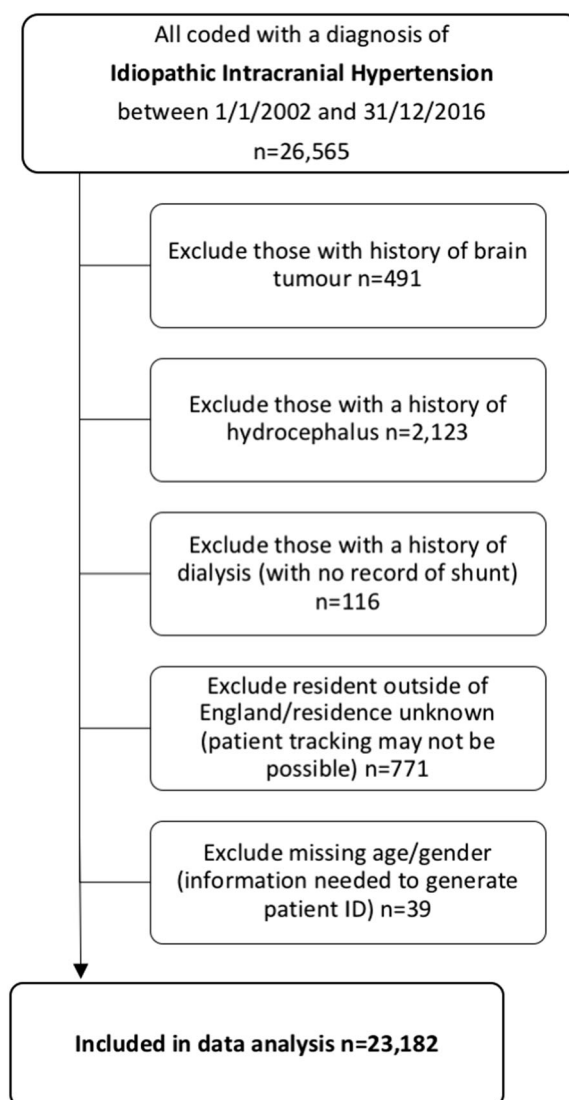 All coded with a diagnosis of
Idiopathic Intracranial Hypertension
between 1/1/2002 and 31/12/2016
n=26,565
Exclude those with history of brain
tumour n=491
Exclude those with a history of
hydrocephalus n=2,123
Exclude those with a history of
dialysis (with no record of shunt)
n=116
Exclude resident outside of
England/residence unknown
(patient tracking may not be
possible) n=771
Exclude missing age/gender
(information needed to generate
patient ID) n=39
Included in data analysis n=23,182